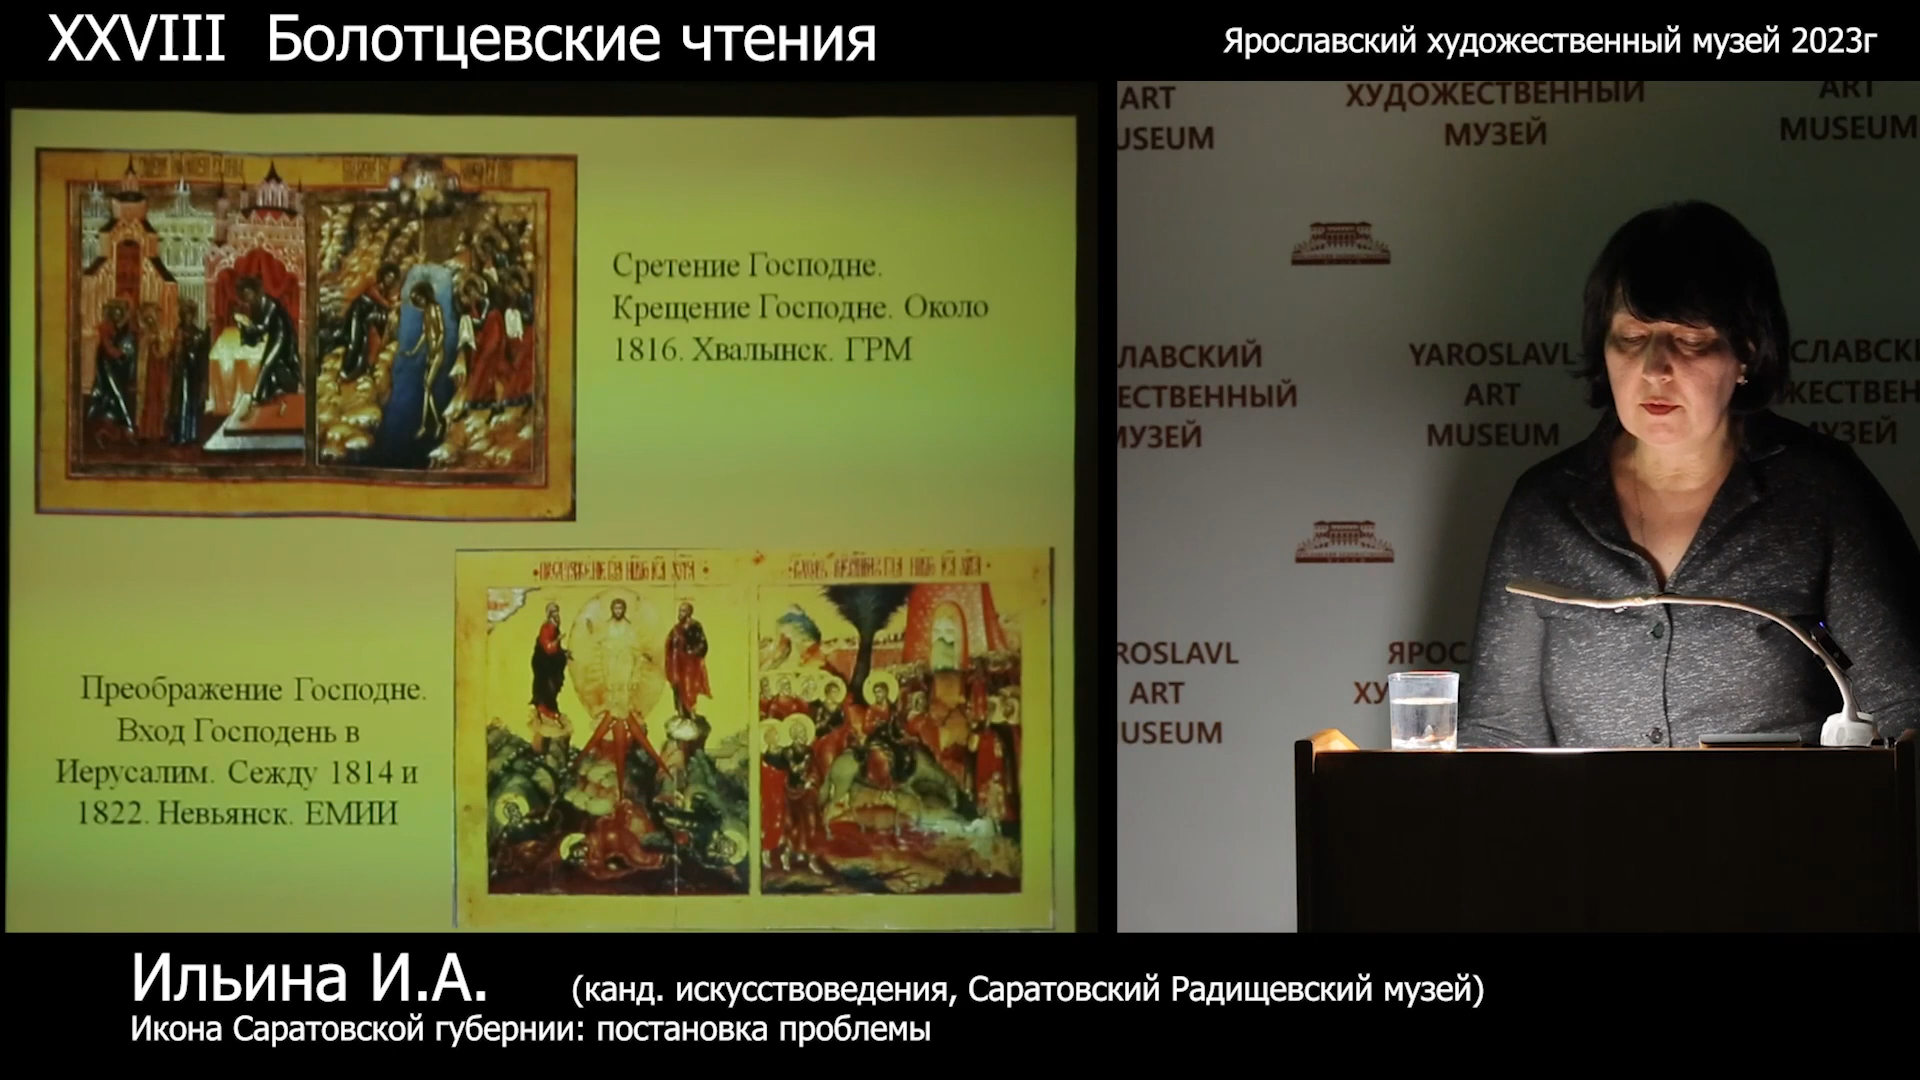 XXVIII Болотцевские чтения
Ярославский художественный музей 2023г
Сретение Господне.
Крещение Господне. Около
1816. Хвалынск. ГРМ
Преображение Господне.
Вход Господень в
Иерусалим. Сежду 1814 и
1822. Невьянск. ЕМИИ
ART
USEUM
ХУДОЖЕСТВЕННЫЙ
МУЗЕЙ
ART
MUSEUM
ЛАВСКИЙ
ЕСТВЕННЫЙ
МУЗЕЙ
YAROSLAVL
ART
MUSEUM
СЛАВСКИ
ЖЕСТВЕНН
МУЗЕЙ
ROSLAVL
ART
USEUM
ЯРОС
ХУ
Ильина И.А. (канд. искусствоведения, Саратовский Радищевский музей)
Икона Саратовской губернии: постановка проблемы